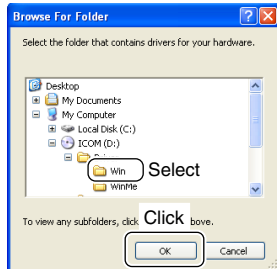 Browse For Folder
Select the folder that contains drivers for your hardware.
Desktop
My Documents
My Computer
Local Disk (C:)
ICOM (D:)
Win
Select
WinMe
To view any subfolders, click
Click
above.
OK
Cancel